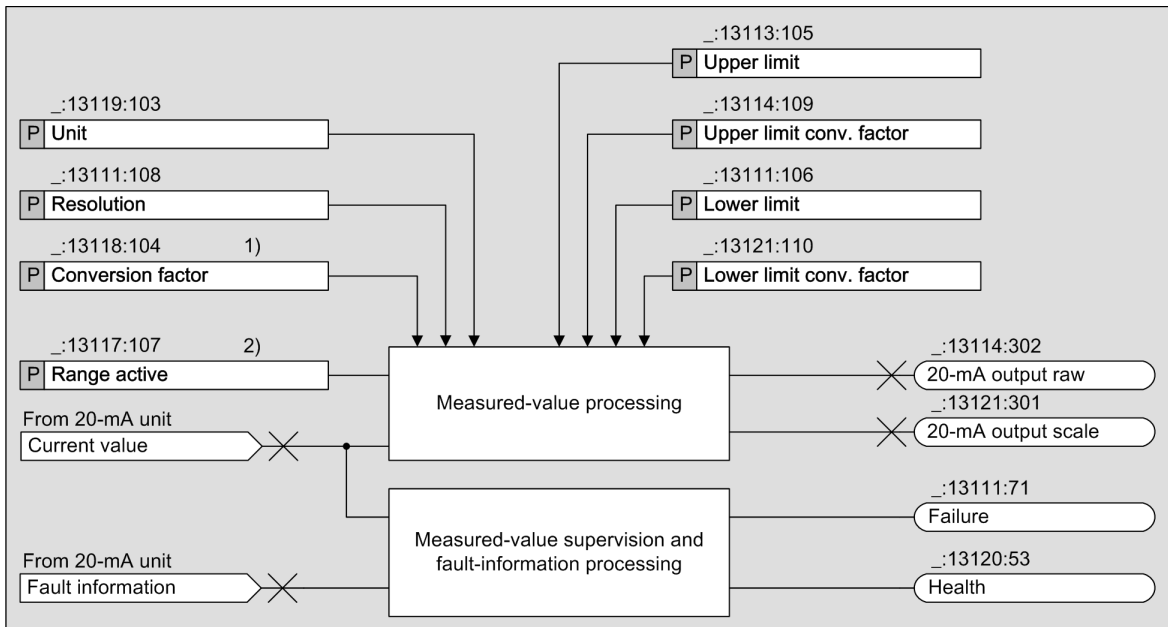 _:13113:105
P Upper limit
_:13119:103
P Unit
_:13114:109
P Upper limit conv. factor
_:13111:108
P Resolution
_:13111:106
P Lower limit
_:13118:104 1)
P Conversion factor
_:13121:110
P Lower limit conv. factor
_:13117:107 2)
P Range active
Measured-value processing
_:13114:302
20-mA output raw
From 20-mA unit
Current value
_:13121:301
20-mA output scale
_:13111:71
Failure
Measured-value supervision and
fault-information processing
From 20-mA unit
Fault information
_:13120:53
Health